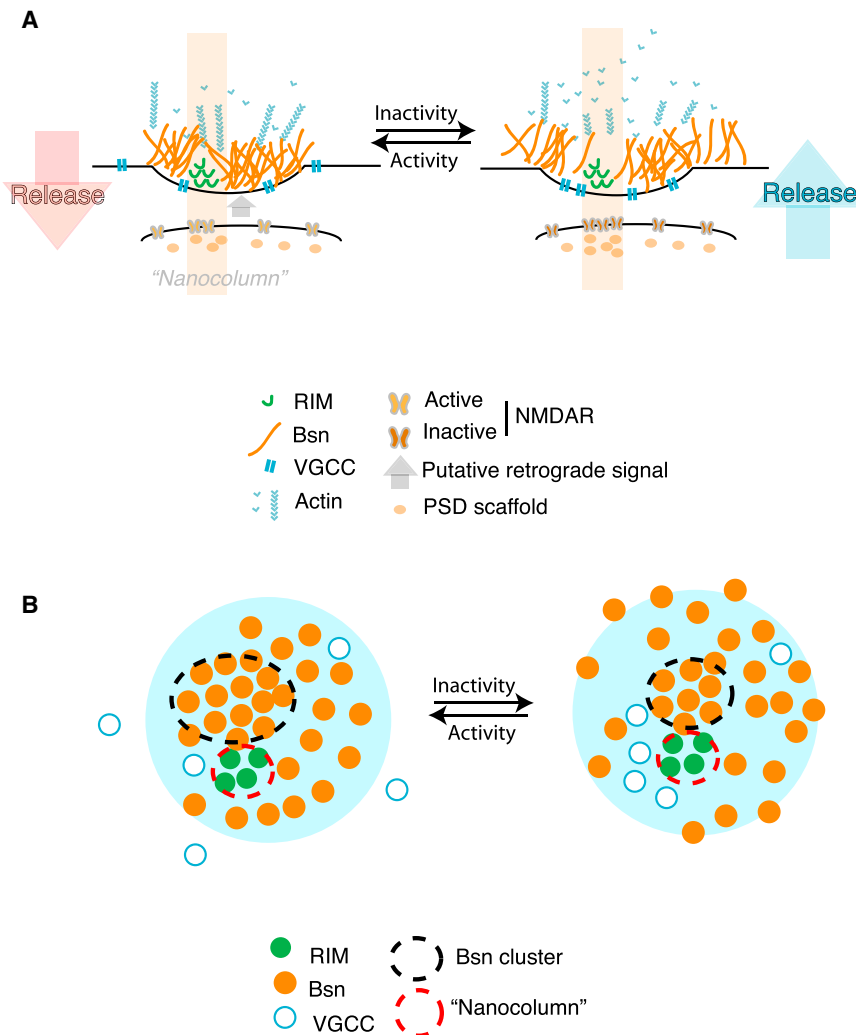 A
Inactivity
Activity
Release
Release
“Nanocolumn”
RIM
Bsn
VGCC
Actin
Active
Inactive
NMDAR
Putative retrograde signal
PSD scaffold
B
Inactivity
Activity
RIM
Bsn
VGCC
Bsn cluster
“Nanocolumn”